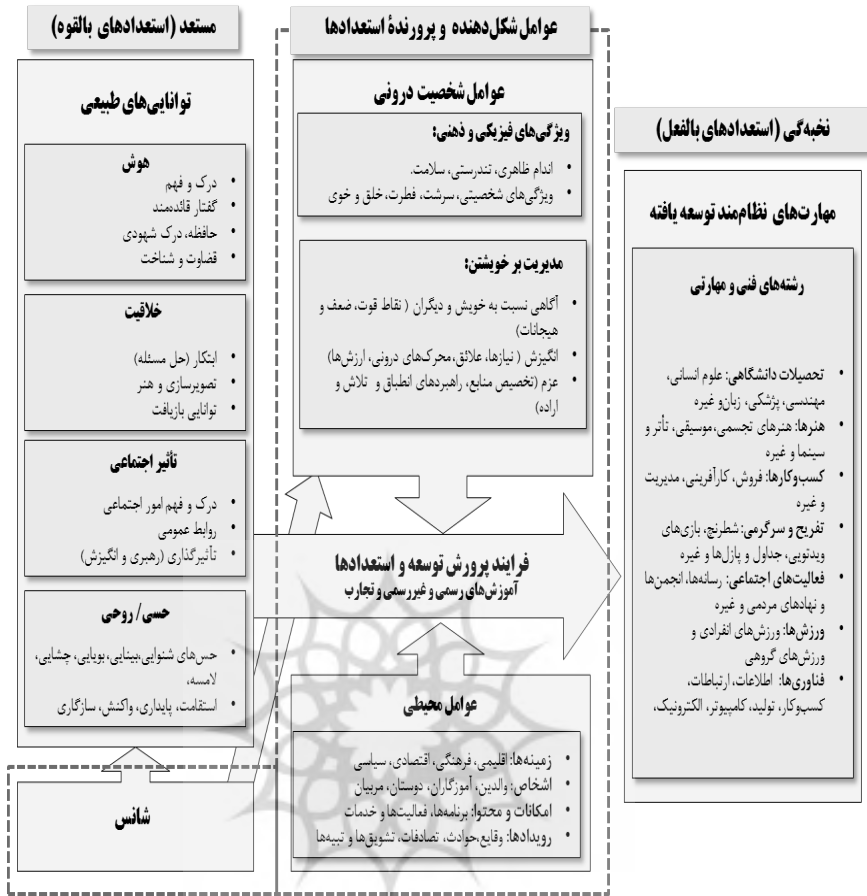 مستعد (استعدادهای بالقوه)
توانایی‌های طبیعی
هوش
• درک و فهم
• گفتار قائده‌مند
• حافظه، درک شهودی
• قضاوت و شناخت
خلاقیت
• ابتکار (حل مسئله)
• تصویرسازی و هنر
• توانایی بازیافت
تأثیر اجتماعی
• درک و فهم امور اجتماعی
• روابط عمومی
• تأثیرگذاری (رهبری و انگیزش)
حسی/ روحی
• حس‌های شنوایی،بینایی،بویایی، چشایی،
لامسه،
• استقامت، پایداری، واکنش، سازگاری
شانس
عوامل شکل‌دهنده و پرورندهٔ استعدادها
عوامل شخصیت درونی
ویژگی‌های فیزیکی و ذهنی:
• اندام ظاهری، تندرستی، سلامت.
• ویژگی‌های شخصیتی، سرشت، فطرت، خلق و خوی
مدیریت بر خویشتن:
• آگاهی نسبت به خویش و دیگران ( نقاط قوت، ضعف و
هیجانات)
• انگیزش ( نیازها، علائق، محرک‌های درونی، ارزش‌ها)
• عزم (تخصیص منابع، راهبردهای انطباق و تلاش و
اراده)
فرایند پرورش توسعه و استعدادها
آموزش‌های رسمی و غیررسمی و تجارب
عوامل محیطی
• زمینه‌ها: اقلیمی، فرهنگی، اقتصادی، سیاسی
• اشخاص: والدین، آموزگاران، دوستان، مربیان
• امکانات و محتوا: برنامه‌ها، فعالیت‌ها و خدمات
• رویدادها: وقایع،حوادث، تصادفات، تشویق‌ها و تبیه‌ها
نخبه‌گی (استعدادهای بالفعل)
مهارت‌های نظام‌مند توسعه یافته
رشته‌های فنی و مهارتی
• تحصیلات دانشگاهی: علوم انسانی،
مهندسی، پزشکی، زبان‌و غیره
• هنرها: هنرهای تجسمی،موسیقی، تأتر و
سینما و غیره
• کسب‌وکارها: فروش، کارآفرینی، مدیریت
و غیره
• تفریح و سرگرمی: شطرنج، بازی‌های
ویدئویی، جداول و پازل‌ها و غیره
• فعالیت‌های اجتماعی: رسانه‌ها، انجمن‌ها
و نهادهای مردمی و غیره
• ورزش‌ها: ورزش‌های انفرادی و
ورزش‌های گروهی
• فناوری‌ها: اطلاعات، ارتباطات،
کسب‌وکار، تولید، کامپیوتر، الکترونیک،